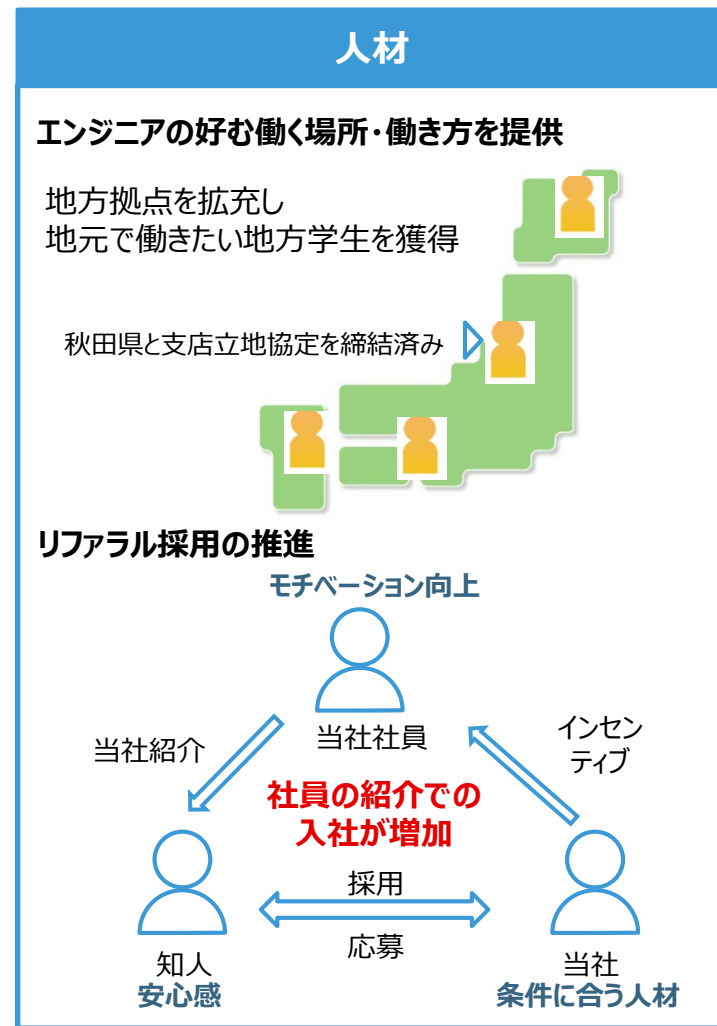 人材
エンジニアの好む働く場所・働き方を提供
地方拠点を拡充し
地元で働きたい地方学生を獲得
秋田県と支店立地協定を締結済み
リファラル採用の推進
モチベーション向上
当社社員
当社紹介
インセン
ティブ
社員の紹介での
入社が増加
採用
応募
知人
安心感
当社
条件に合う人材